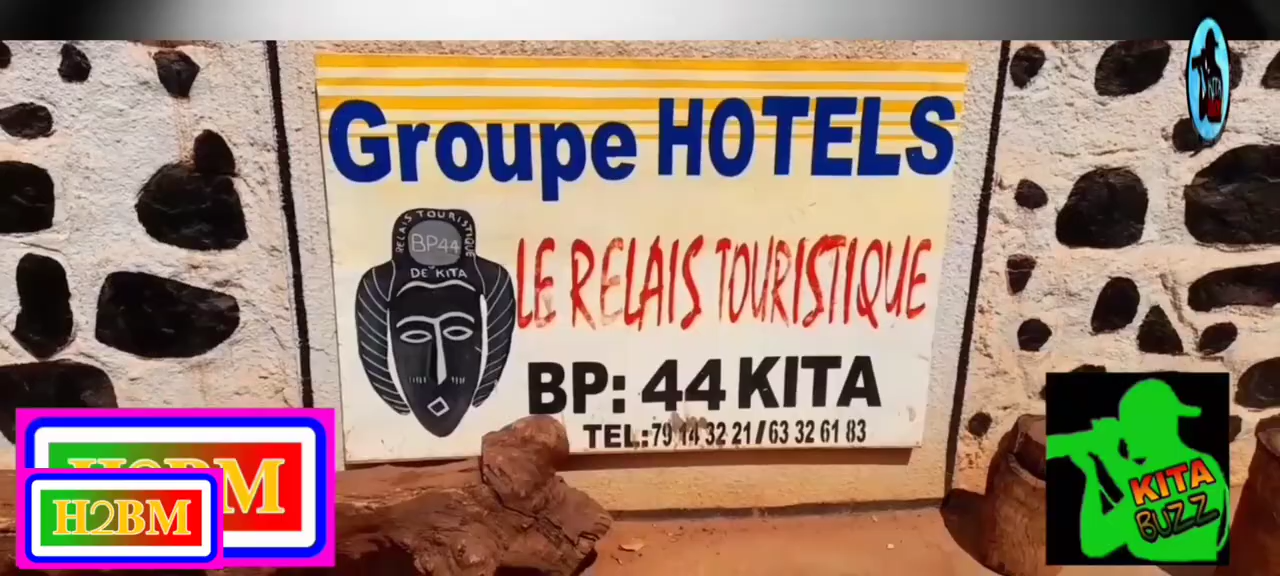 Groupe HOTELS
RELAIS TOURISTIQUE
BP44
DE KITA
LE RELAIS TOURISTIQUE
BP: 44 KITA
TEL.:79 14 32 21/63 32 61 83
H2BM
H2BM
KITA
BUZZ
KITA